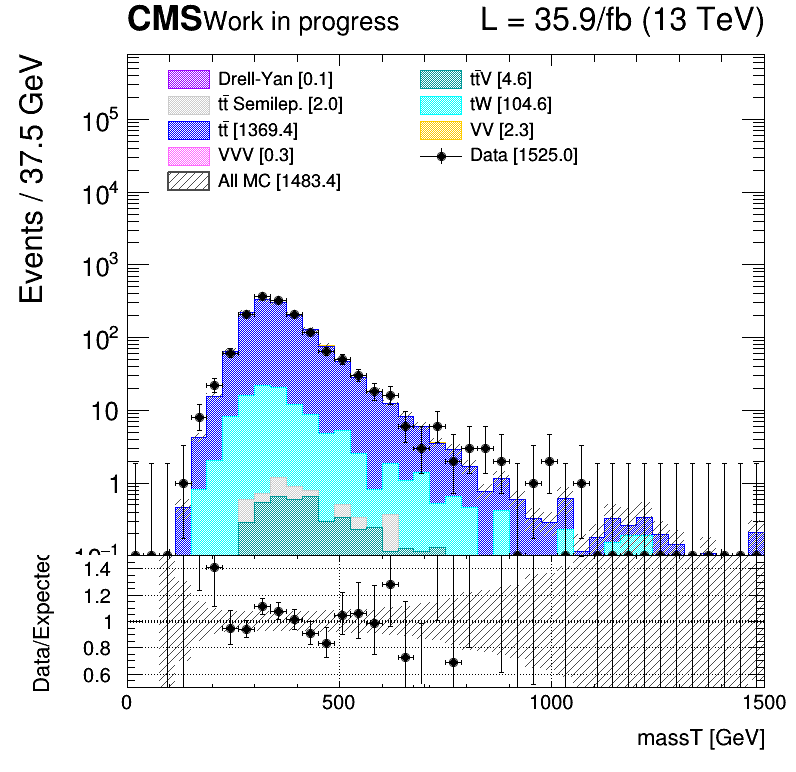 CMS Work in progress L = 35.9/fb (13 TeV)
Events / 37.5 GeV
Drell-Yan [0.1]
tt̄ Semilep. [2.0]
tt̄ [1369.4]
VVV [0.3]
All MC [1483.4]
tt̄V [4.6]
tW [104.6]
VV [2.3]
Data [1525.0]
10⁵
10⁴
10³
10²
10
1
10⁻¹
Data/Expected
1.4
1.2
1
0.8
0.6
0 500 1000 1500
massT [GeV]